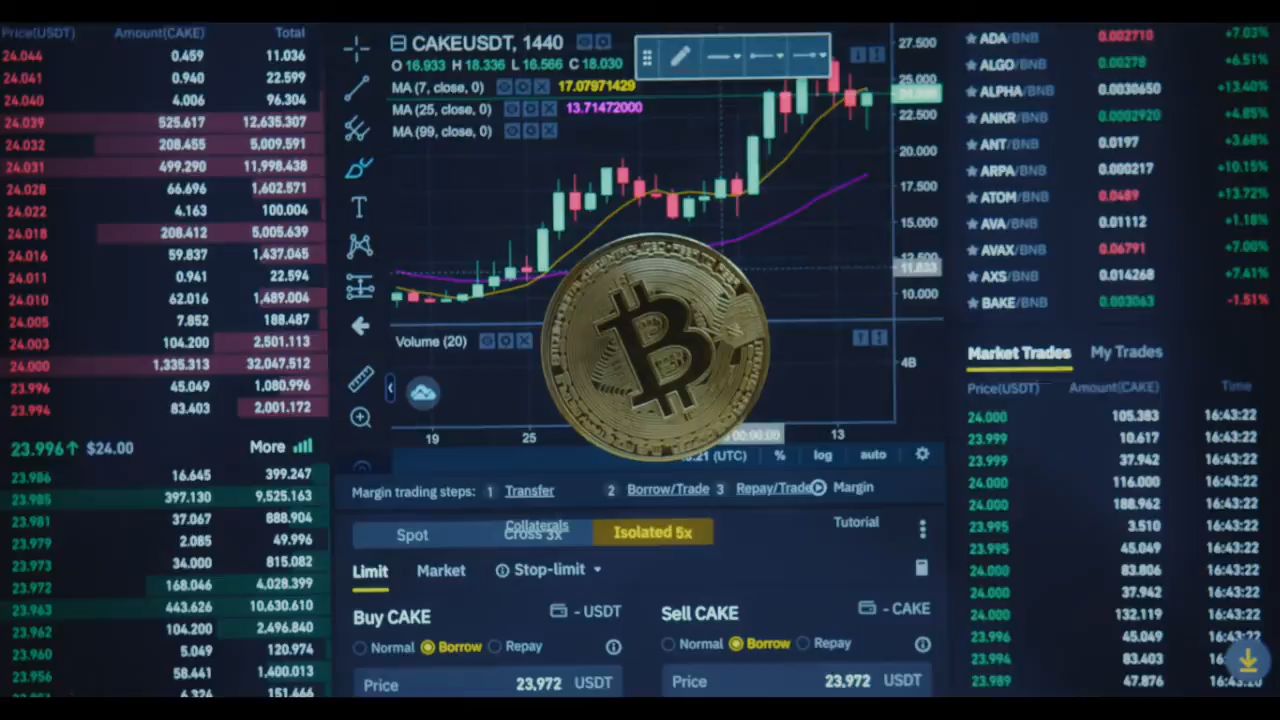 Price(USDT) Amount(CAKE) Total
24.044 0.459 11.036
24.041 0.940 22.599
24.040 4.006 96.304
24.039 525.617 12,635.307
24.032 208.455 5,009.591
24.031 499.290 11,998.438
24.028 66.696 1,602.571
24.022 4.163 100.004
24.018 208.412 5,005.639
24.016 59.837 1,437.045
24.011 0.941 22.594
24.010 62.016 1,489.004
24.005 7.852 188.487
24.003 104.200 2,501.113
24.000 1,335.313 32,047.512
23.996 45.049 1,080.996
23.994 83.403 2,001.172
23.996↑ $24.00 More
23.986 16.645 399.247
23.985 397.130 9,525.163
23.981 37.067 888.904
23.979 2.085 49.996
23.973 34.000 815.082
23.972 168.046 4,028.399
23.963 443.626 10,630.610
23.962 104.200 2,496.840
23.960 5.049 120.974
23.956 58.441 1,400.013
6.324 151.666
CAKEUSDT, 1440
O 16.933 H 18.336 L 16.566 C 18.030
MA (7, close, 0) 17.07971429
MA (25, close, 0) 13.71472000
MA (99, close, 0)
27.500
25.000
22.500
20.000
17.500
15.000
12.500
11.833
10.000
Volume (20)
4B
19 25 00:00:00 13
(UTC) % log auto
Margin trading steps: 1 Transfer 2 Borrow/Trade 3 Repay/Trade Margin
Spot Collaterals Cross 3x Isolated 5x Tutorial
Limit Market Stop-limit
Buy CAKE - USDT
Normal Borrow Repay
Price 23,972 USDT
Sell CAKE - CAKE
Normal Borrow Repay
Price 23,972 USDT
ADA/BNB 0.002710 +7.03%
ALGO/BNB 0.00278 +6.51%
ALPHA/BNB 0.0030650 +13.40%
ANKR/BNB 0.0002920 +4.85%
ANT/BNB 0.0197 +3.68%
ARPA/BNB 0.000217 +10.15%
ATOM/BNB 0.0489 +13.72%
AVA/BNB 0.01112 +1.18%
AVAX/BNB 0.06791 +7.00%
AXS/BNB 0.014268 +7.41%
BAKE/BNB 0.003063 -1.51%
Market Trades My Trades
Price(USDT) Amount(CAKE) Time
24.000 105.383 16:43:22
23.999 10.617 16:43:22
23.999 37.942 16:43:22
24.000 116.000 16:43:22
24.000 188.962 16:43:22
23.995 3.510 16:43:22
23.995 45.049 16:43:22
24.000 83.806 16:43:22
24.000 37.942 16:43:22
24.000 132.119 16:43:22
23.996 45.049 16:43:22
23.994 83.403
23.989 47.876